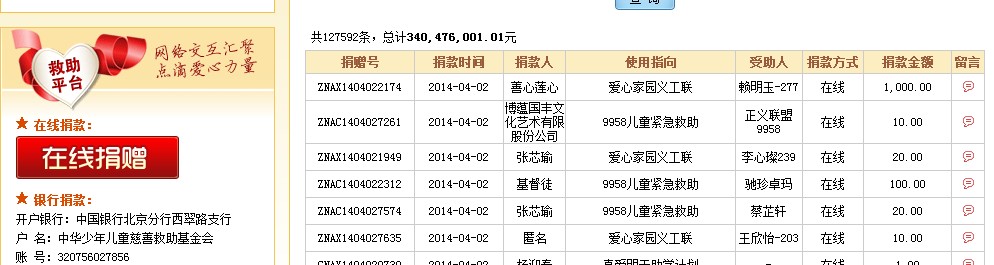 查 询
救助
平台
网络交互汇聚
点滴爱心力量
在线捐款：
在线捐赠
银行捐款：
开户银行：中国银行北京分行西翠路支行
户 名：中华少年儿童慈善救助基金会
账 号：320756027856
共127592条，总计340,476,001.01元
捐赠号 捐款时间 捐款人 使用指向 受助人 捐款方式 捐款金额 留言
ZNAX1404022174 2014-04-02 善心莲心 爱心家园义工联 赖明玉-277 在线 1,000.00
ZNAC1404027261 2014-04-02 博蕴国丰文化艺术有限股份公司 9958儿童紧急救助 正义联盟9958 在线 10.00
ZNAX1404021949 2014-04-02 张芯瑜 爱心家园义工联 李心璨239 在线 20.00
ZNAC1404022312 2014-04-02 基督徒 9958儿童紧急救助 驰珍卓玛 在线 100.00
ZNAC1404027574 2014-04-02 张芯瑜 9958儿童紧急救助 蔡芷轩 在线 20.00
ZNAX1404027635 2014-04-02 匿名 爱心家园义工联 王欣怡-203 在线 10.00